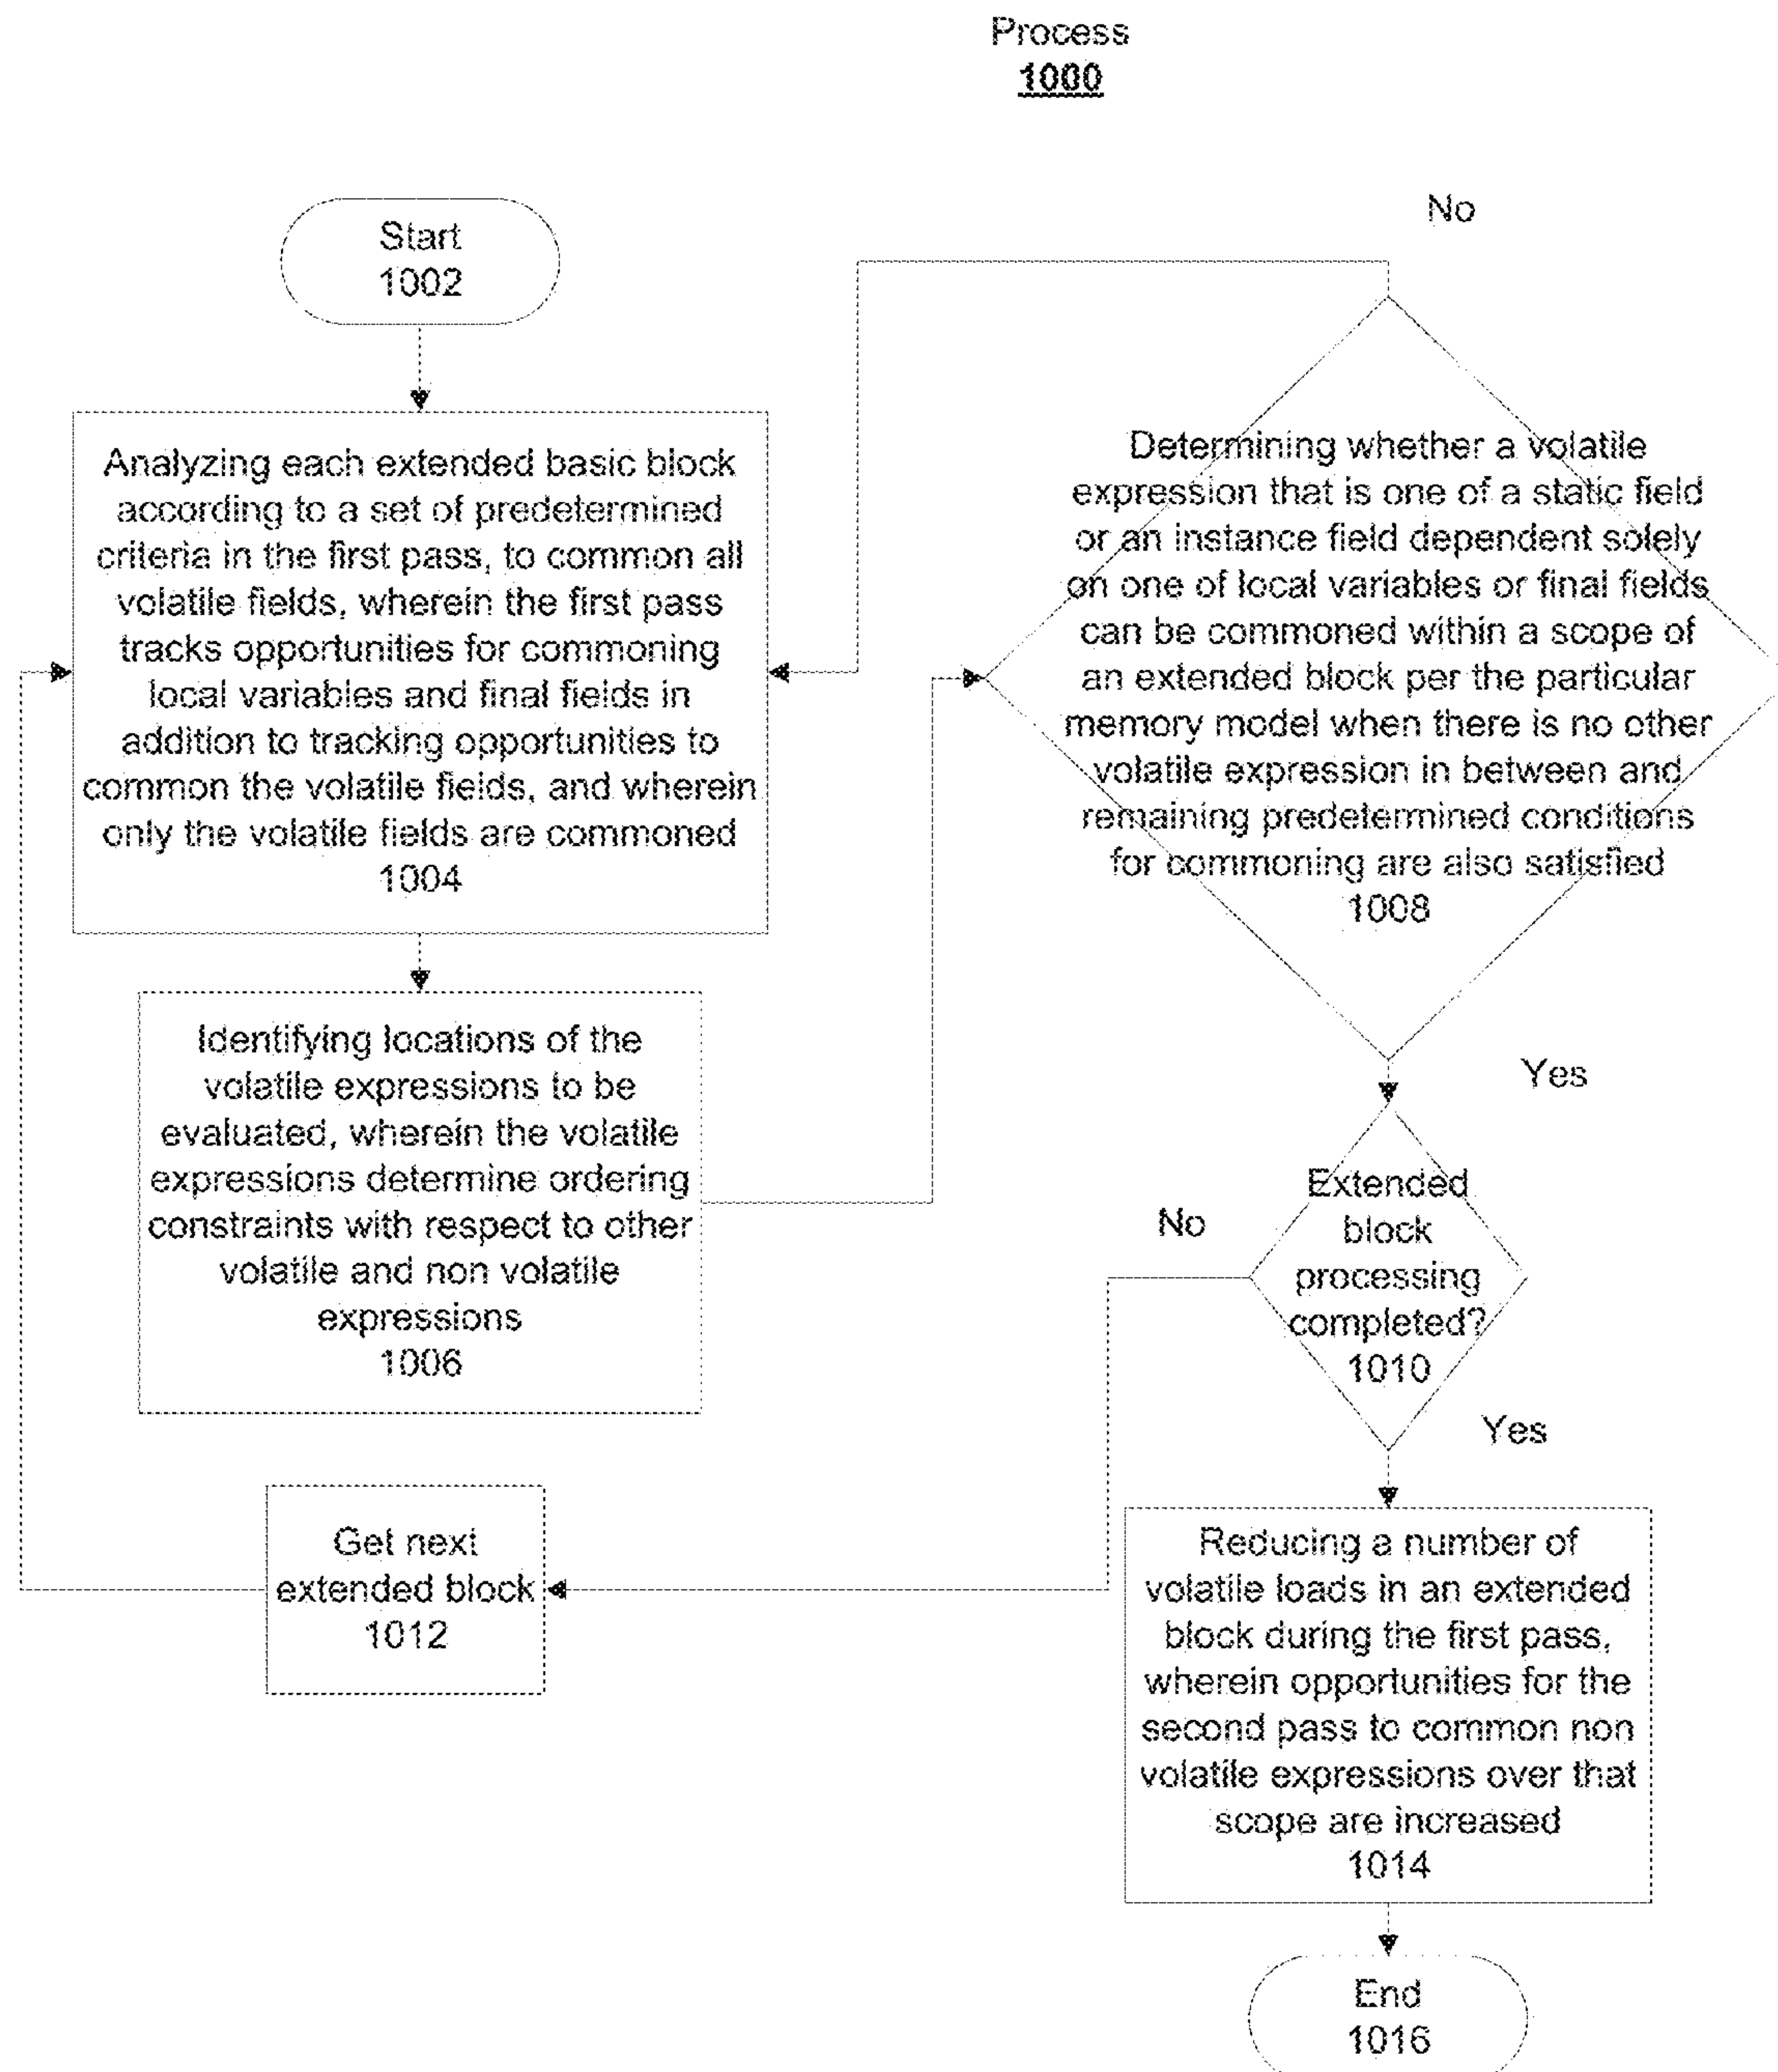 Process
1000
Start
1002
Analyzing each extended basic block
according to a set of predetermined
criteria in the first pass, to common all
volatile fields, wherein the first pass
tracks opportunities for commoning
local variables and final fields in
addition to tracking opportunities to
common the volatile fields, and wherein
only the volatile fields are commoned
1004
Identifying locations of the
volatile expressions to be
evaluated, wherein the volatile
expressions determine ordering
constraints with respect to other
volatile and non volatile
expressions
1006
No
Determining whether a volatile
expression that is one of a static field
or an instance field dependent solely
on one of local variables or final fields
can be commoned within a scope of
an extended block per the particular
memory model when there is no other
volatile expression in between and
remaining predetermined conditions
for commoning are also satisfied
1008
Yes
Extended
block
processing
completed?
1010
No
Yes
Get next
extended block
1012
Reducing a number of
volatile loads in an extended
block during the first pass,
wherein opportunities for the
second pass to common non
volatile expressions over that
scope are increased
1014
End
1016